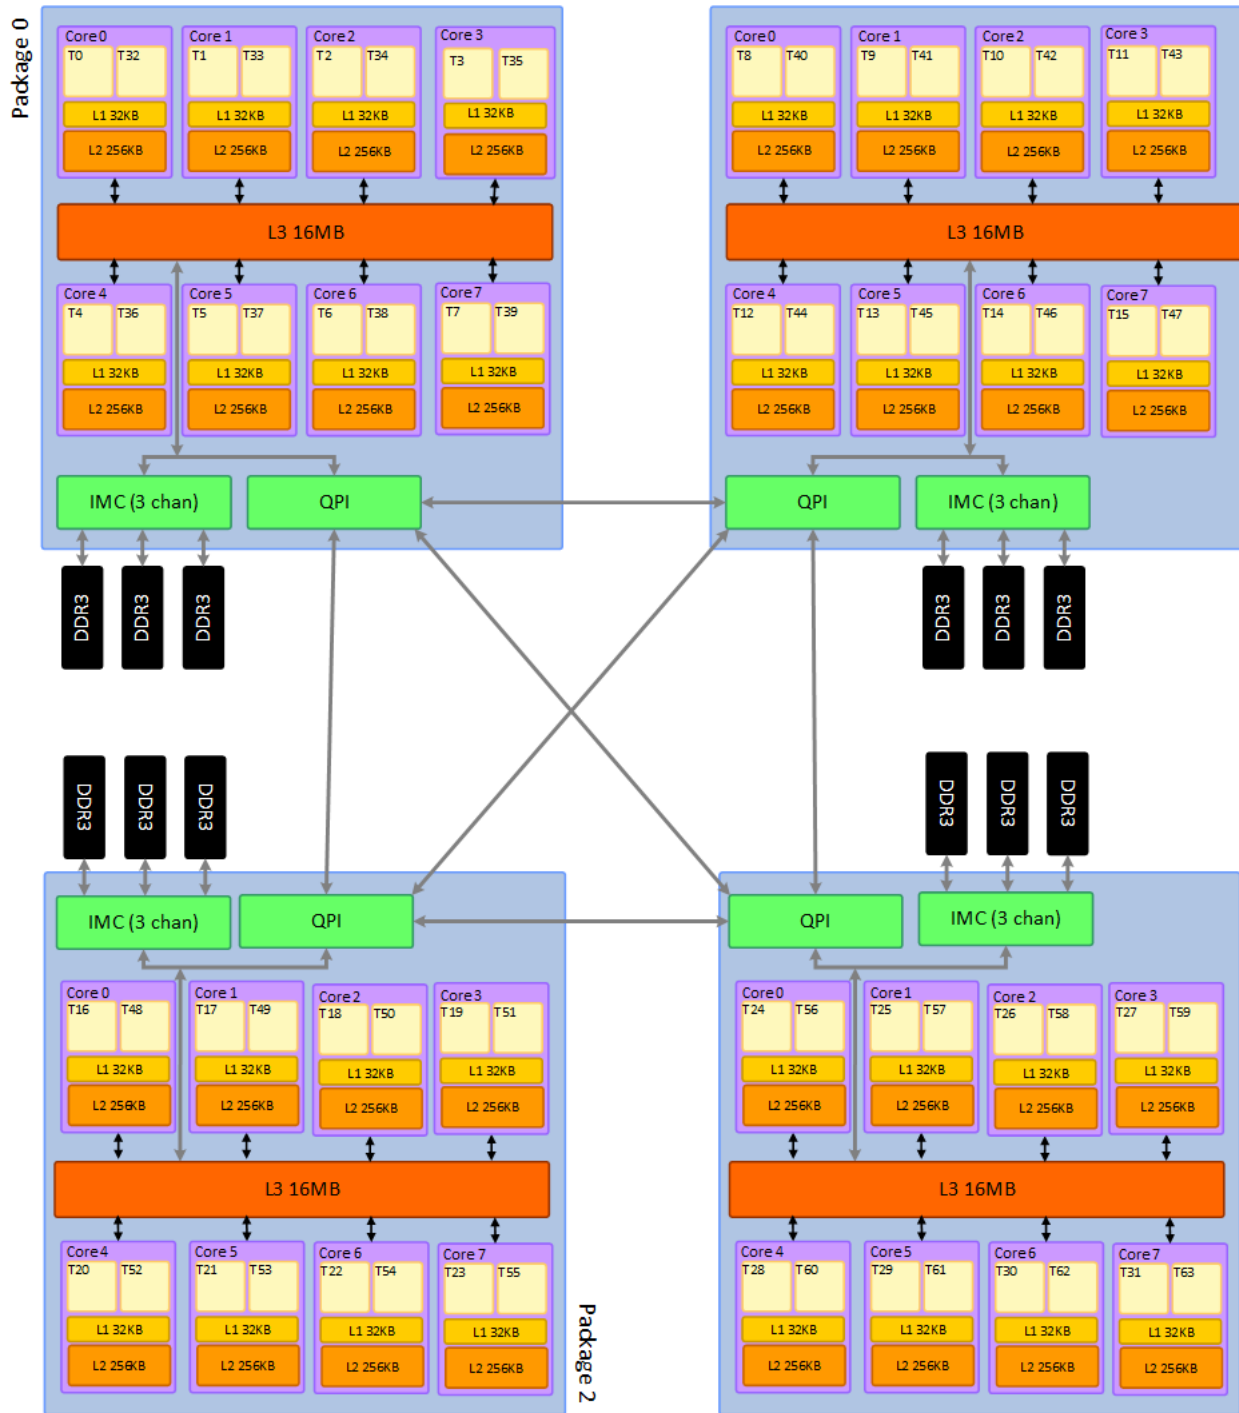 Package 0
Core 0 Core 1 Core 2 Core 3
T0 T32 T1 T33 T2 T34 T3 T35
L1 32KB L1 32KB L1 32KB L1 32KB
L2 256KB L2 256KB L2 256KB L2 256KB
L3 16MB
Core 4 Core 5 Core 6 Core 7
T4 T36 T5 T37 T6 T38 T7 T39
L1 32KB L1 32KB L1 32KB L1 32KB
L2 256KB L2 256KB L2 256KB L2 256KB
IMC (3 chan) QPI
DDR3 DDR3 DDR3
Core 0 Core 1 Core 2 Core 3
T8 T40 T9 T41 T10 T42 T11 T43
L1 32KB L1 32KB L1 32KB L1 32KB
L2 256KB L2 256KB L2 256KB L2 256KB
L3 16MB
Core 4 Core 5 Core 6 Core 7
T12 T44 T13 T45 T14 T46 T15 T47
L1 32KB L1 32KB L1 32KB L1 32KB
L2 256KB L2 256KB L2 256KB L2 256KB
QPI IMC (3 chan)
DDR3 DDR3 DDR3
DDR3 DDR3 DDR3
IMC (3 chan) QPI
Core 0 Core 1 Core 2 Core 3
T16 T48 T17 T49 T18 T50 T19 T51
L1 32KB L1 32KB L1 32KB L1 32KB
L2 256KB L2 256KB L2 256KB L2 256KB
L3 16MB
Core 4 Core 5 Core 6 Core 7
T20 T52 T21 T53 T22 T54 T23 T55
L1 32KB L1 32KB L1 32KB L1 32KB
L2 256KB L2 256KB L2 256KB L2 256KB
Package 2
DDR3 DDR3 DDR3
QPI IMC (3 chan)
Core 0 Core 1 Core 2 Core 3
T24 T56 T25 T57 T26 T58 T27 T59
L1 32KB L1 32KB L1 32KB L1 32KB
L2 256KB L2 256KB L2 256KB L2 256KB
L3 16MB
Core 4 Core 5 Core 6 Core 7
T28 T60 T29 T61 T30 T62 T31 T63
L1 32KB L1 32KB L1 32KB L1 32KB
L2 256KB L2 256KB L2 256KB L2 256KB